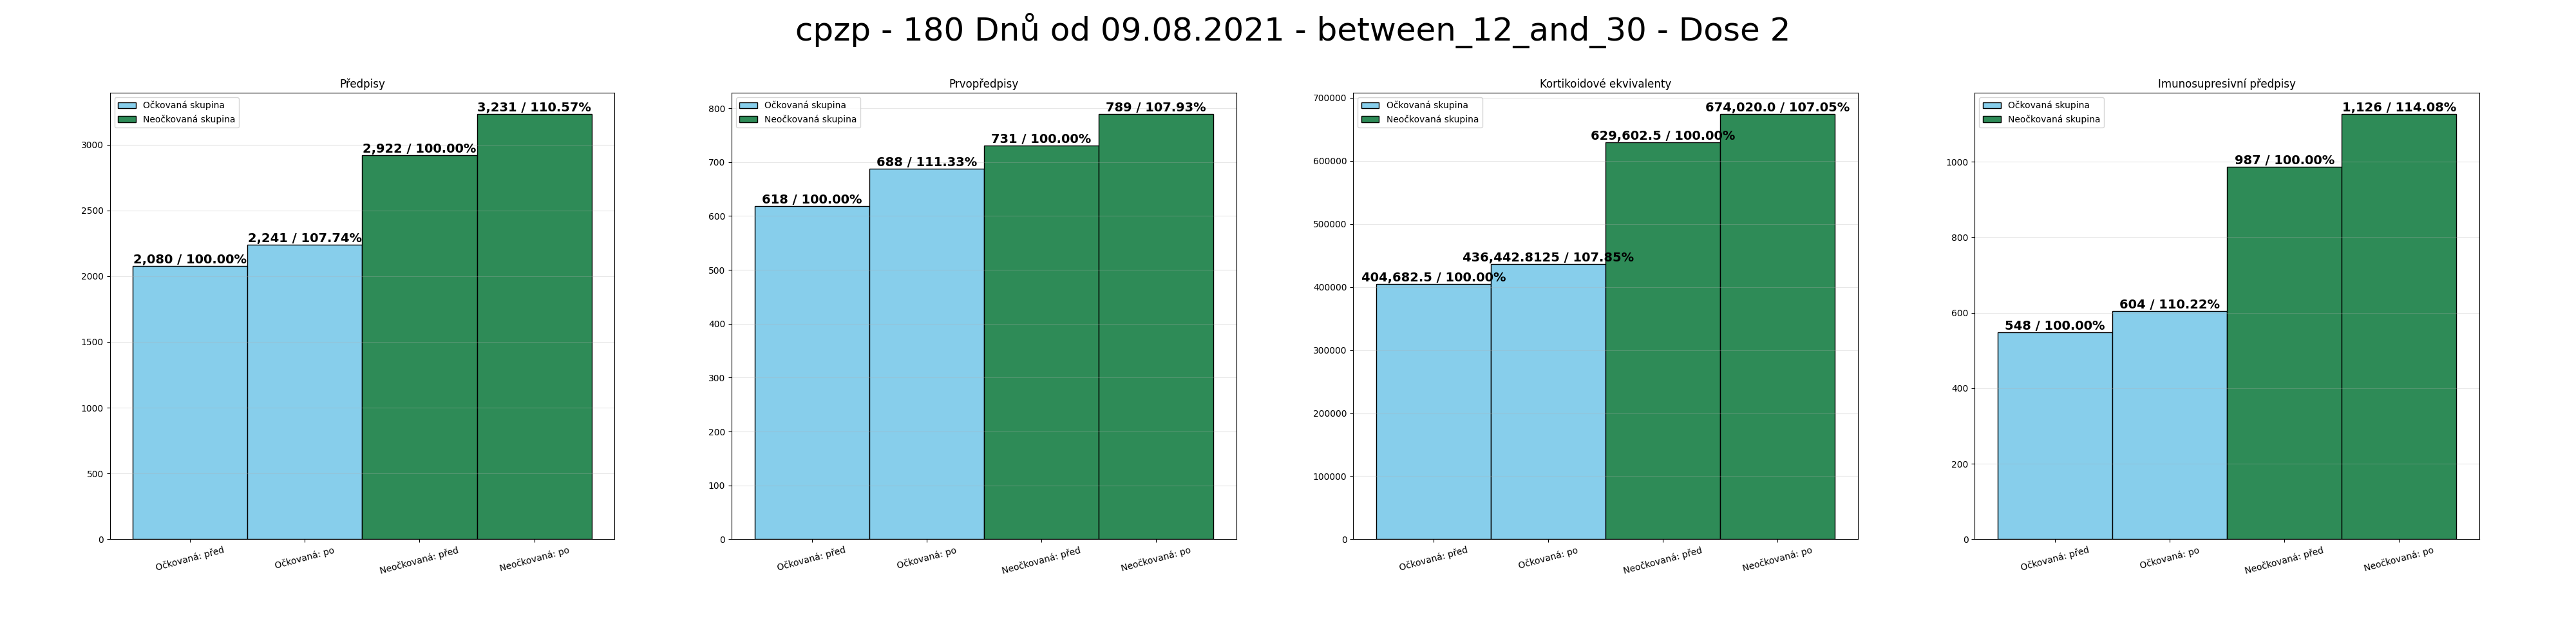 cpzp - 180 Dnů od 09.08.2021 - between_12_and_30 - Dose 2
Předpisy
Očkovaná skupina
Neočkovaná skupina
3,231 / 110.57%
2,922 / 100.00%
2,241 / 107.74%
2,080 / 100.00%
3000
2500
2000
1500
1000
500
0
Očkovaná: před
Očkovaná: po
Neočkovaná: před
Neočkovaná: po
Prvopředpisy
Očkovaná skupina
Neočkovaná skupina
789 / 107.93%
731 / 100.00%
688 / 111.33%
618 / 100.00%
800
700
600
500
400
300
200
100
0
Očkovaná: před
Očkovaná: po
Neočkovaná: před
Neočkovaná: po
Kortikoidové ekvivalenty
Očkovaná skupina
Neočkovaná skupina
674,020.0 / 107.05%
629,602.5 / 100.00%
436,442.8125 / 107.85%
404,682.5 / 100.00%
700000
600000
500000
400000
300000
200000
100000
0
Očkovaná: před
Očkovaná: po
Neočkovaná: před
Neočkovaná: po
Imunosupresivní předpisy
Očkovaná skupina
Neočkovaná skupina
1,126 / 114.08%
987 / 100.00%
604 / 110.22%
548 / 100.00%
1000
800
600
400
200
0
Očkovaná: před
Očkovaná: po
Neočkovaná: před
Neočkovaná: po